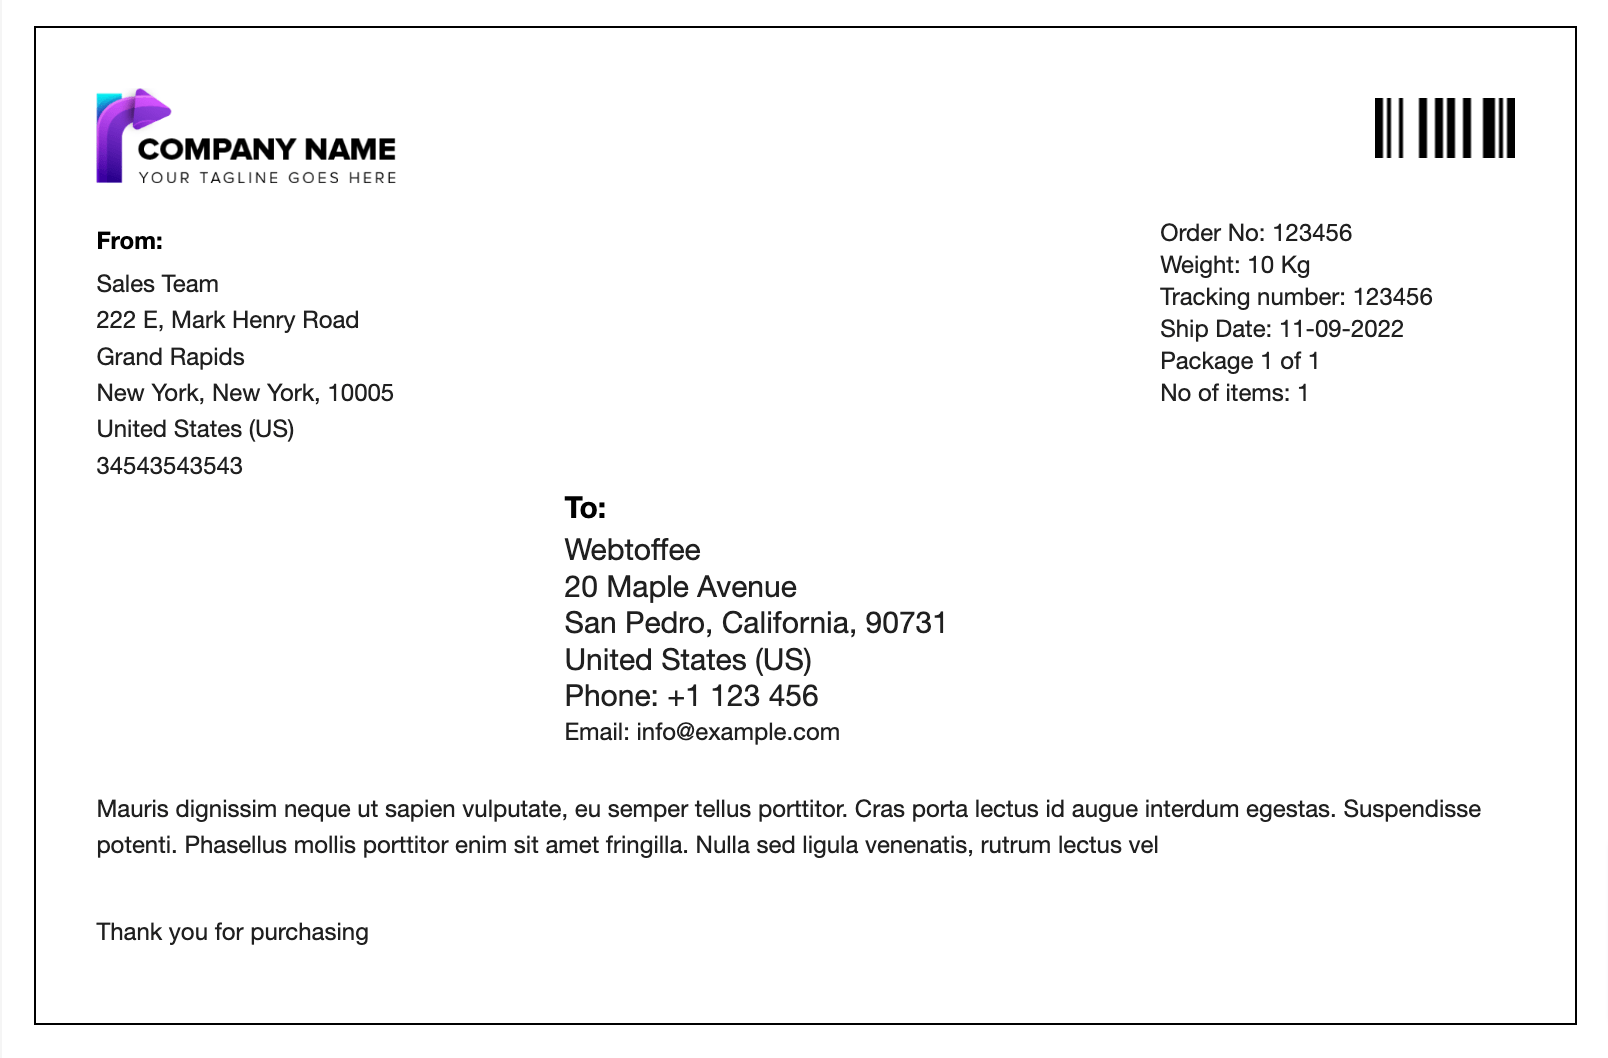 COMPANY NAME
YOUR TAGLINE GOES HERE
From:
Sales Team
222 E, Mark Henry Road
Grand Rapids
New York, New York, 10005
United States (US)
34543543543
Order No: 123456
Weight: 10 Kg
Tracking number: 123456
Ship Date: 11-09-2022
Package 1 of 1
No of items: 1
To:
Webtoffee
20 Maple Avenue
San Pedro, California, 90731
United States (US)
Phone: +1 123 456
Email: info@example.com
Mauris dignissim neque ut sapien vulputate, eu semper tellus porttitor. Cras porta lectus id augue interdum egestas. Suspendisse
potenti. Phasellus mollis porttitor enim sit amet fringilla. Nulla sed ligula venenatis, rutrum lectus vel
Thank you for purchasing